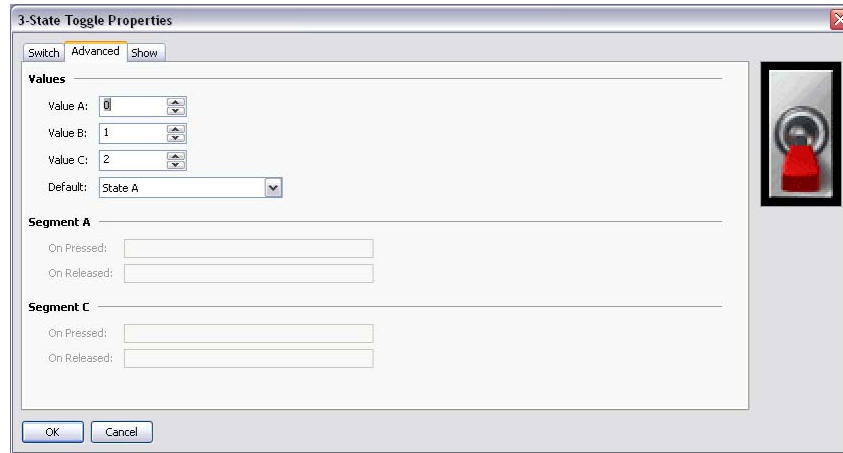 3-State Toggle Properties
Switch Advanced Show
Values
Value A: 0
Value B: 1
Value C: 2
Default: State A
Segment A
On Pressed:
On Released:
Segment C
On Pressed:
On Released:
OK Cancel